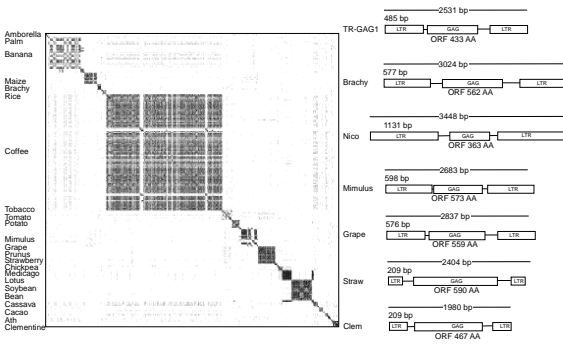 Amborella
Palm
Banana
Maize
Brachy
Rice
Coffee
Tobacco
Tomato
Potato
Mimulus
Grape
Prunus
Strawberry
Chickpea
Medicago
Lotus
Soybean
Bean
Cassava
Cacao
Ath
Clementine
2531 bp
485 bp
TR-GAG1 LTR GAG LTR
ORF 433 AA
3024 bp
577 bp
Brachy LTR GAG LTR
ORF 562 AA
3448 bp
1131 bp
Nico LTR GAG LTR
ORF 363 AA
2683 bp
598 bp
Mimulus LTR GAG LTR
ORF 573 AA
2837 bp
576 bp
Grape LTR GAG LTR
ORF 559 AA
2404 bp
209 bp
Straw LTR GAG LTR
ORF 590 AA
1980 bp
209 bp
Clem LTR GAG LTR
ORF 467 AA